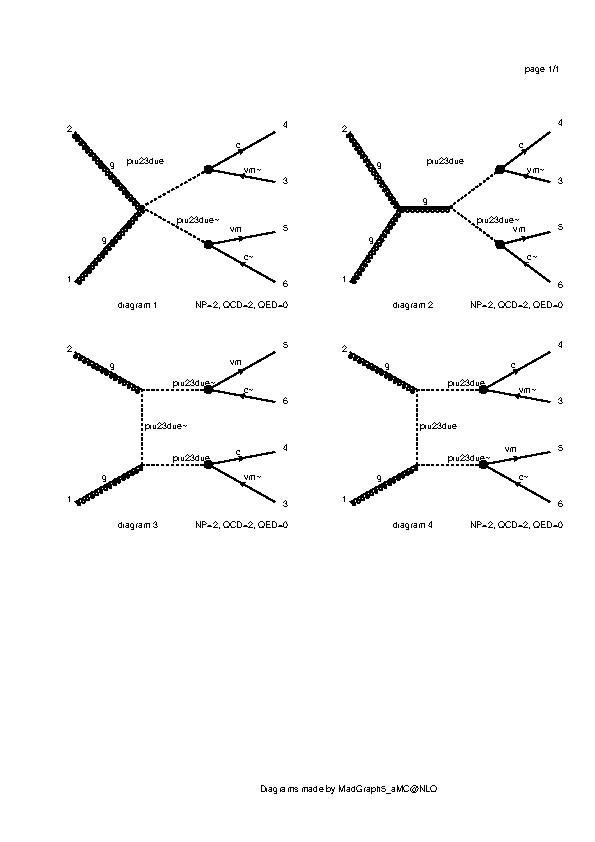 page 1/1
2
g
piu23due
c
4
vm~
3
piu23due~
vm
5
g
c~
1
6
diagram 1 NP=2, QCD=2, QED=0
2
g
piu23due
c
4
vm~
3
g
piu23due~
vm
5
g
c~
1
6
diagram 2 NP=2, QCD=2, QED=0
2
g
piu23due~
vm
5
c~
6
piu23due~
g
piu23due
c
4
vm~
1
3
diagram 3 NP=2, QCD=2, QED=0
2
g
piu23due
c
4
vm~
3
piu23due
g
piu23due~
vm
5
c~
1
6
diagram 4 NP=2, QCD=2, QED=0
Diagrams made by MadGraph5_aMC@NLO